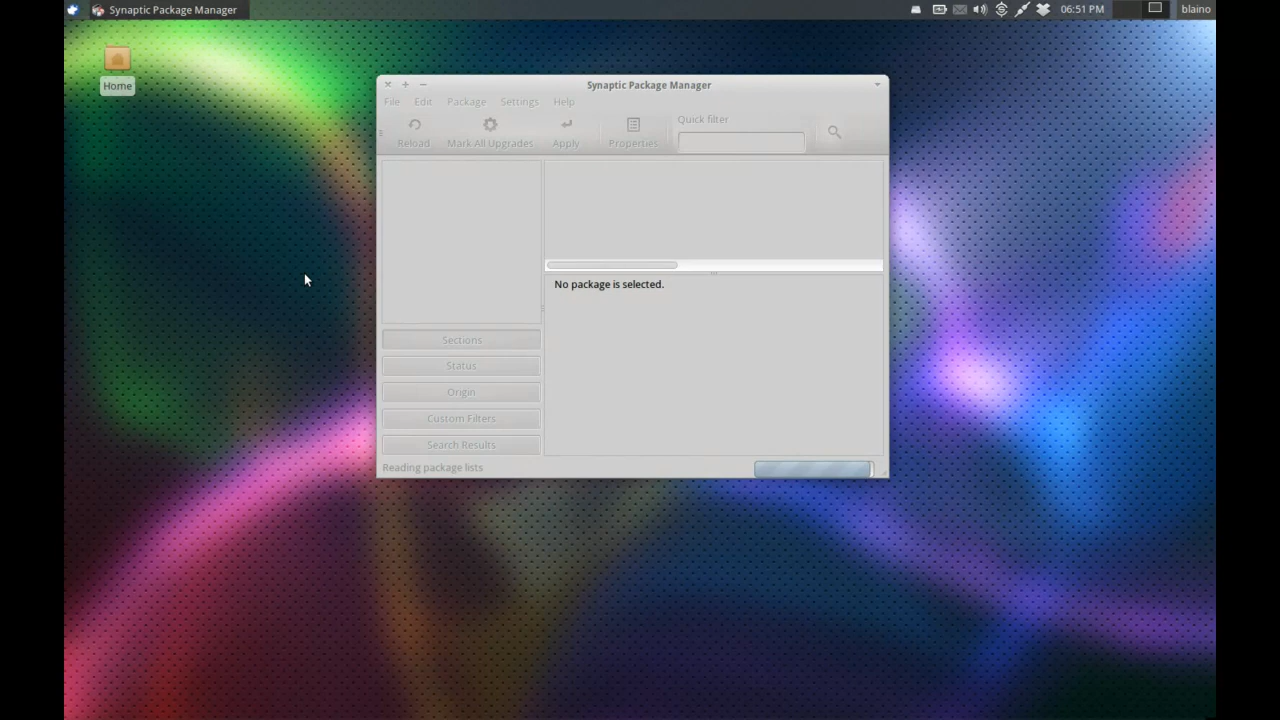 Synaptic Package Manager
06:51 PM
blaino
Home
Synaptic Package Manager
File Edit Package Settings Help
Quick filter
Reload Mark All Upgrades Apply Properties
No package is selected.
Sections
Status
Origin
Custom Filters
Search Results
Reading package lists